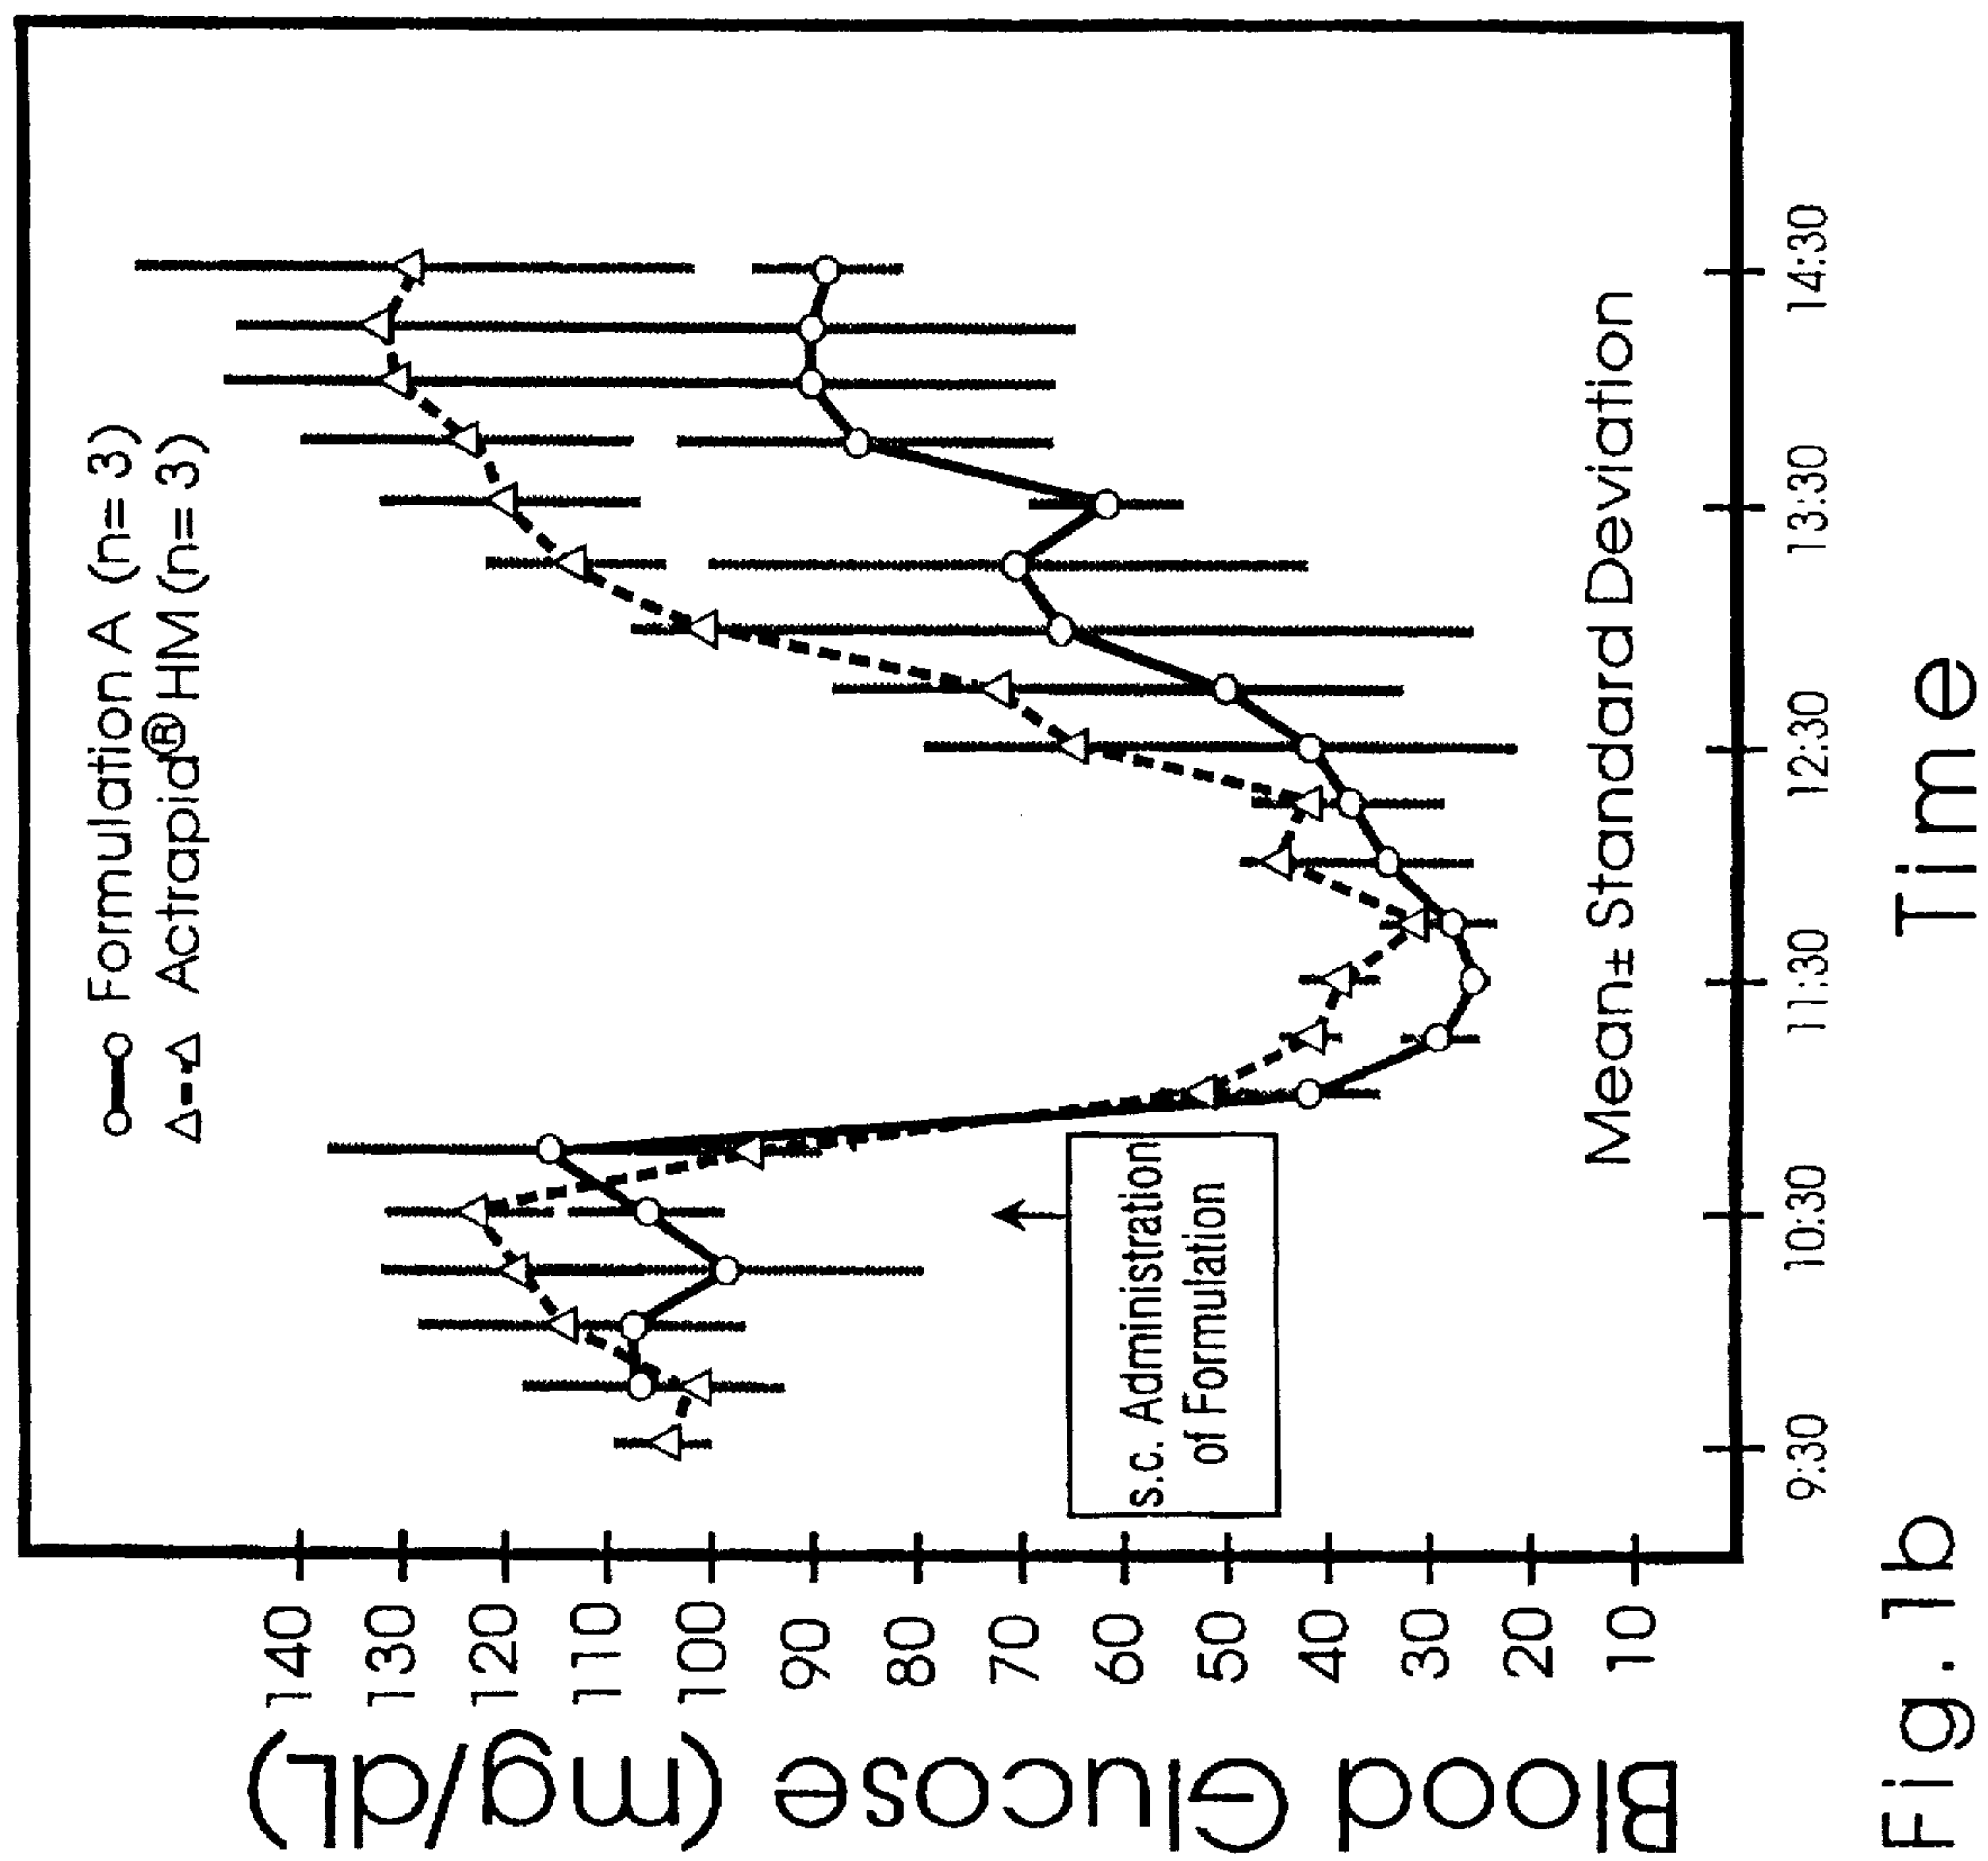 Formulation A (n= 3)
Actrapid® HM (n= 3)
Blood Glucose (mg/dL)
140
130
120
110
100
90
80
70
60
50
40
30
20
10
s.c. Administration
of Formulation
Mean± Standard Deviation
9:30 10:30 11:30 12:30 13:30 14:30
Time
Fig. 1b